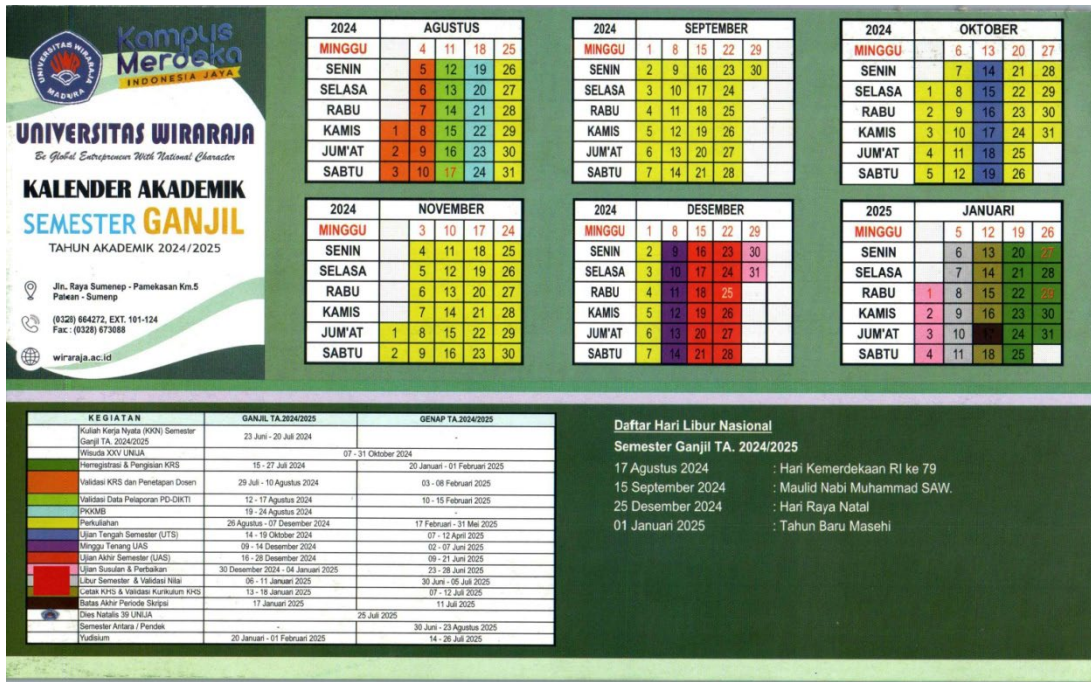 UNIVERSITAS WIRARAJA
MADURA
Kampus
Merdeka
INDONESIA JAYA
UNIVERSITAS WIRARAJA
Be Global Entrepreneur With National Character
KALENDER AKADEMIK
SEMESTER GANJIL
TAHUN AKADEMIK 2024/2025
Jln. Raya Sumenep - Pamekasan Km.5
Patean - Sumenp
(0328) 664272, EXT. 101-124
Fax : (0328) 673088
wiraraja.ac.id
2024 AGUSTUS
MINGGU 4 11 18 25
SENIN 5 12 19 26
SELASA 6 13 20 27
RABU 7 14 21 28
KAMIS 1 8 15 22 29
JUM'AT 2 9 16 23 30
SABTU 3 10 17 24 31
2024 SEPTEMBER
MINGGU 1 8 15 22 29
SENIN 2 9 16 23 30
SELASA 3 10 17 24
RABU 4 11 18 25
KAMIS 5 12 19 26
JUM'AT 6 13 20 27
SABTU 7 14 21 28
2024 OKTOBER
MINGGU 6 13 20 27
SENIN 7 14 21 28
SELASA 1 8 15 22 29
RABU 2 9 16 23 30
KAMIS 3 10 17 24 31
JUM'AT 4 11 18 25
SABTU 5 12 19 26
2024 NOVEMBER
MINGGU 3 10 17 24
SENIN 4 11 18 25
SELASA 5 12 19 26
RABU 6 13 20 27
KAMIS 7 14 21 28
JUM'AT 1 8 15 22 29
SABTU 2 9 16 23 30
2024 DESEMBER
MINGGU 1 8 15 22 29
SENIN 2 9 16 23 30
SELASA 3 10 17 24 31
RABU 4 11 18 25
KAMIS 5 12 19 26
JUM'AT 6 13 20 27
SABTU 7 14 21 28
2025 JANUARI
MINGGU 5 12 19 26
SENIN 6 13 20 27
SELASA 7 14 21 28
RABU 1 8 15 22 29
KAMIS 2 9 16 23 30
JUM'AT 3 10 17 24 31
SABTU 4 11 18 25
KEGIATAN GANJIL TA.2024/2025 GENAP TA.2024/2025
Kuliah Kerja Nyata (KKN) Semester
Ganjil TA. 2024/2025 23 Juni - 20 Juli 2024 -
Wisuda XXV UNIJA 07 - 31 Oktober 2024
Herregistrasi & Pengisian KRS 15 - 27 Juli 2024 20 Januari - 01 Februari 2025
Validasi KRS dan Penetapan Dosen 29 Juli - 10 Agustus 2024 03 - 08 Februari 2025
Validasi Data Pelaporan PD-DIKTI 12 - 17 Agustus 2024 10 - 15 Februari 2025
PKKMB 19 - 24 Agustus 2024 -
Perkuliahan 26 Agustus - 07 Desember 2024 17 Februari - 31 Mei 2025
Ujian Tengah Semester (UTS) 14 - 19 Oktober 2024 07 - 12 April 2025
Minggu Tenang UAS 09 - 14 Desember 2024 02 - 07 Juni 2025
Ujian Akhir Semester (UAS) 16 - 28 Desember 2024 09 - 21 Juni 2025
Ujian Susulan & Perbaikan 30 Desember 2024 - 04 Januari 2025 23 - 28 Juni 2025
Libur Semester & Validasi Nilai 06 - 11 Januari 2025 30 Juni - 05 Juli 2025
Cetak KHS & Validasi Kurikulum KRS 13 - 18 Januari 2025 07 - 12 Juli 2025
Batas Akhir Periode Skripsi 17 Januari 2025 11 Juli 2025
Dies Natalis 39 UNIJA 25 Juli 2025
Semester Antara / Pendek - 30 Juni - 23 Agustus 2025
Yudisium 20 Januari - 01 Februari 2025 14 - 26 Juli 2025
Daftar Hari Libur Nasional
Semester Ganjil TA. 2024/2025
17 Agustus 2024 : Hari Kemerdekaan RI ke 79
15 September 2024 : Maulid Nabi Muhammad SAW.
25 Desember 2024 : Hari Raya Natal
01 Januari 2025 : Tahun Baru Masehi